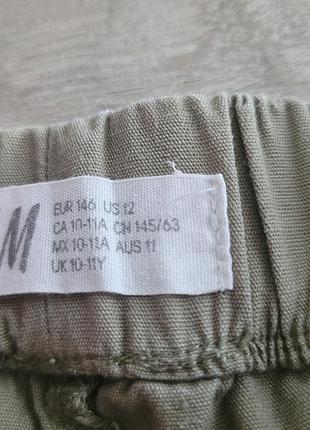 M
EUR 146 US 12
CA 10-11A CN 145/63
MX 10-11A AUS 11
UK 10-11Y